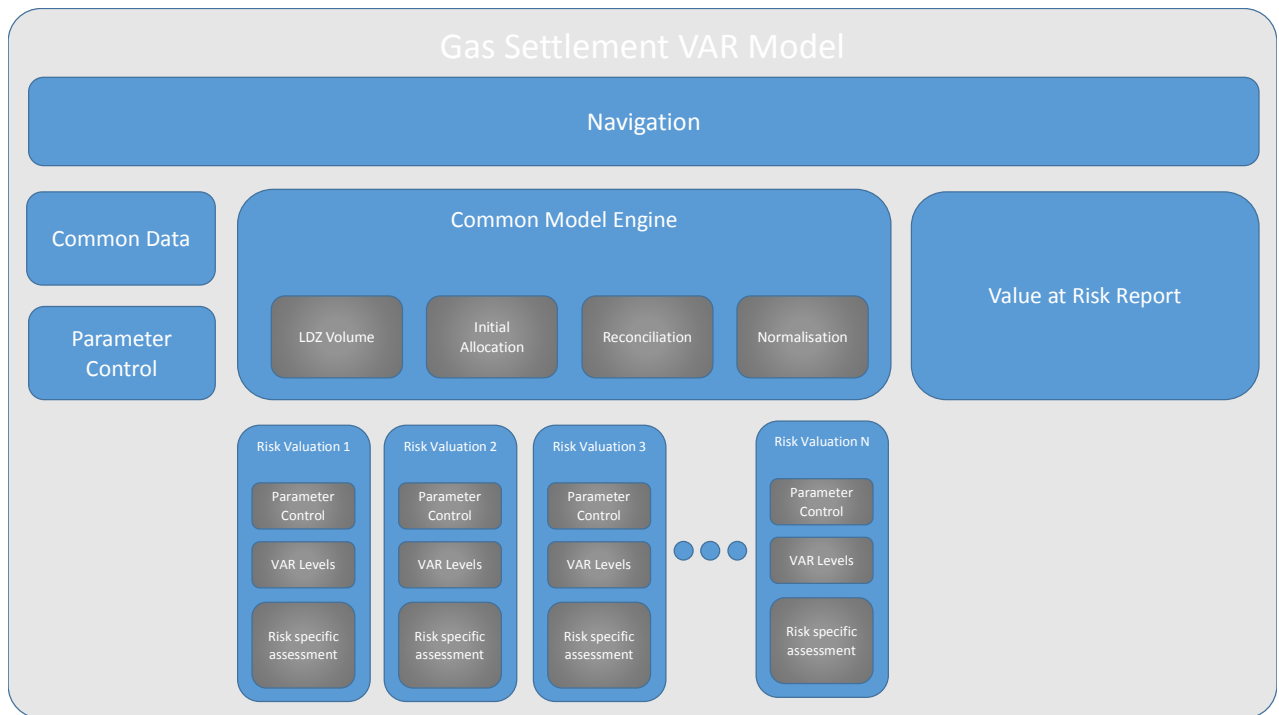 Gas Settlement VAR Model
Navigation
Common Data
Parameter
Control
Common Model Engine
LDZ Volume
Initial
Allocation
Reconciliation
Normalisation
Value at Risk Report
Risk Valuation 1
Parameter
Control
VAR Levels
Risk specific
assessment
Risk Valuation 2
Parameter
Control
VAR Levels
Risk specific
assessment
Risk Valuation 3
Parameter
Control
VAR Levels
Risk specific
assessment
Risk Valuation N
Parameter
Control
VAR Levels
Risk specific
assessment